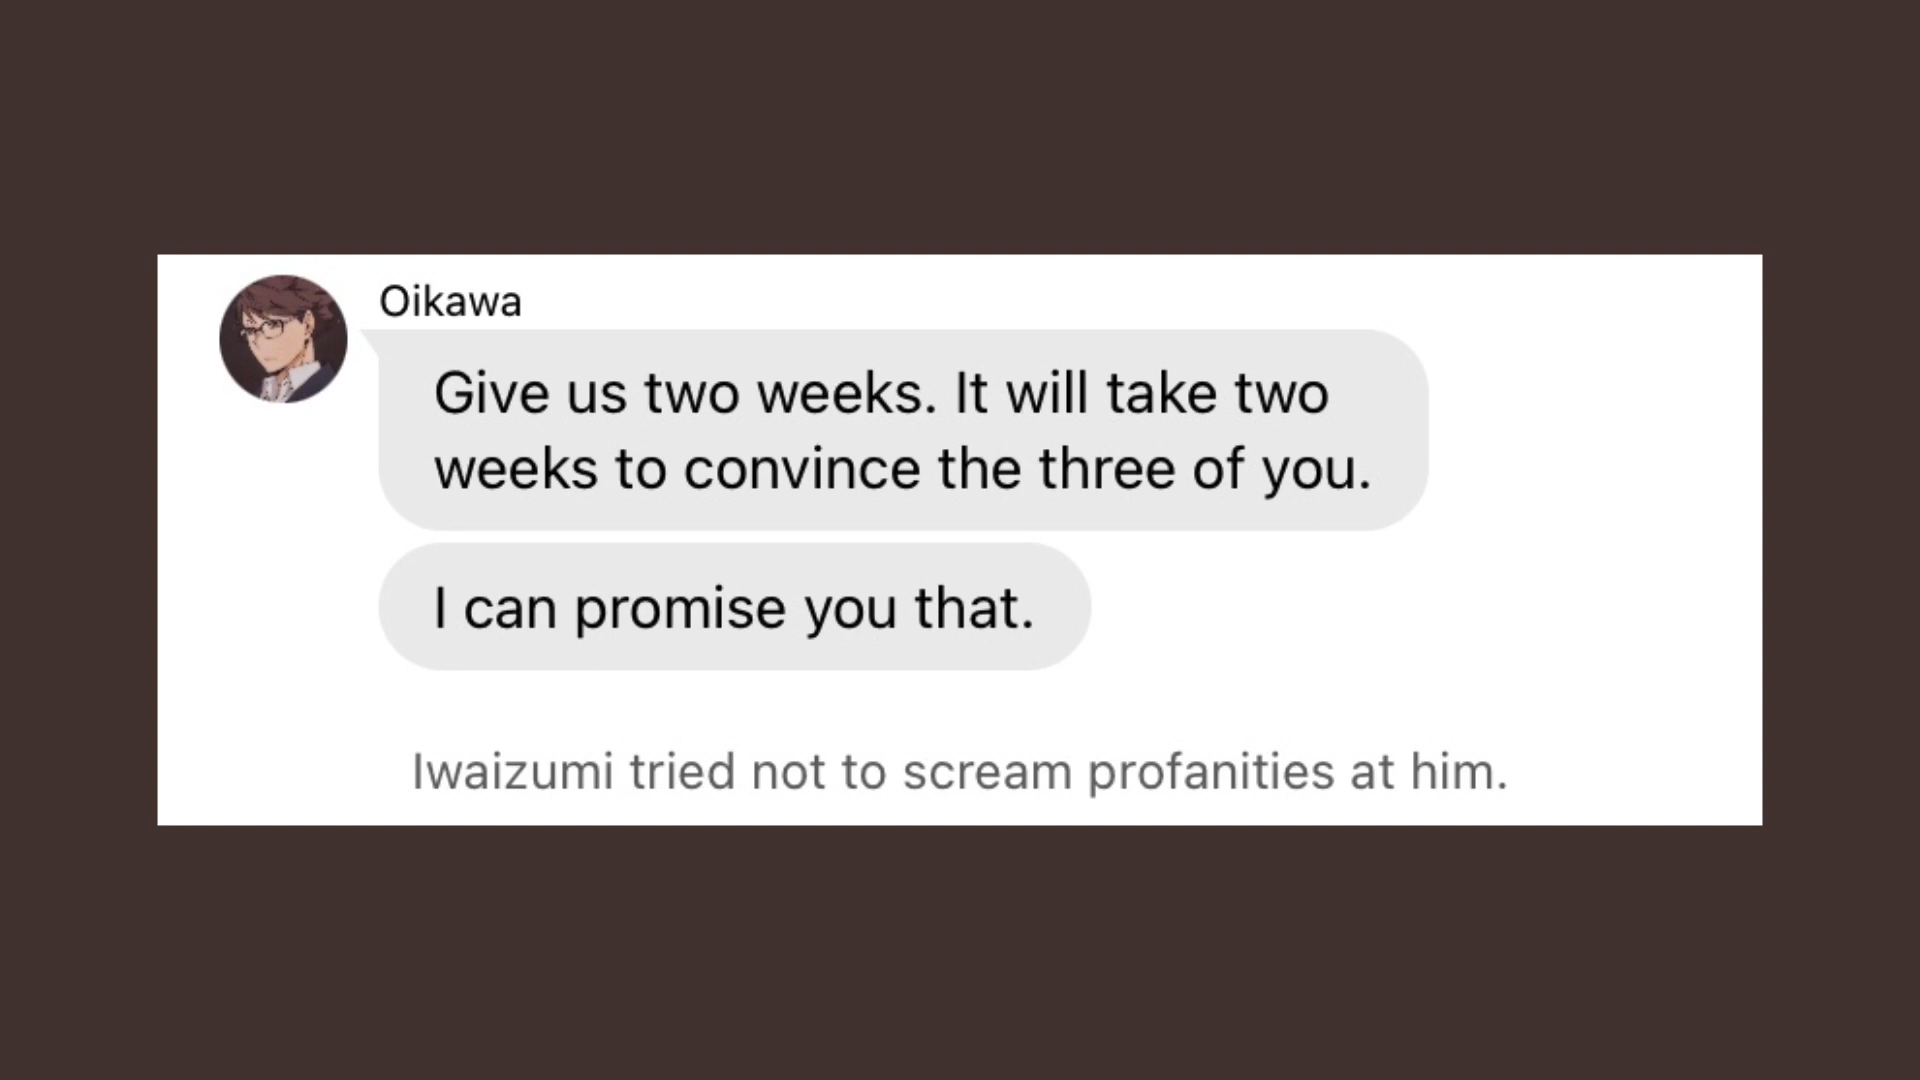 Oikawa
Give us two weeks. It will take two
weeks to convince the three of you.
I can promise you that.
Iwaizumi tried not to scream profanities at him.